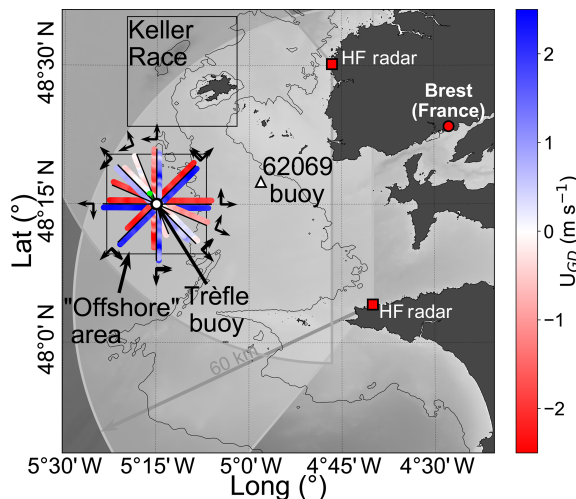 Keller
Race
HF radar
Brest
(France)
62069
buoy
"Offshore"
area
Trèfle
buoy
HF radar
60 km
48°30' N
48°15' N
48°0' N
Lat (°)
5°30' W
5°15' W
5°00' W
4°45' W
4°30' W
Long (°)
2
1
0
−1
−2
U_GD (m s⁻¹)